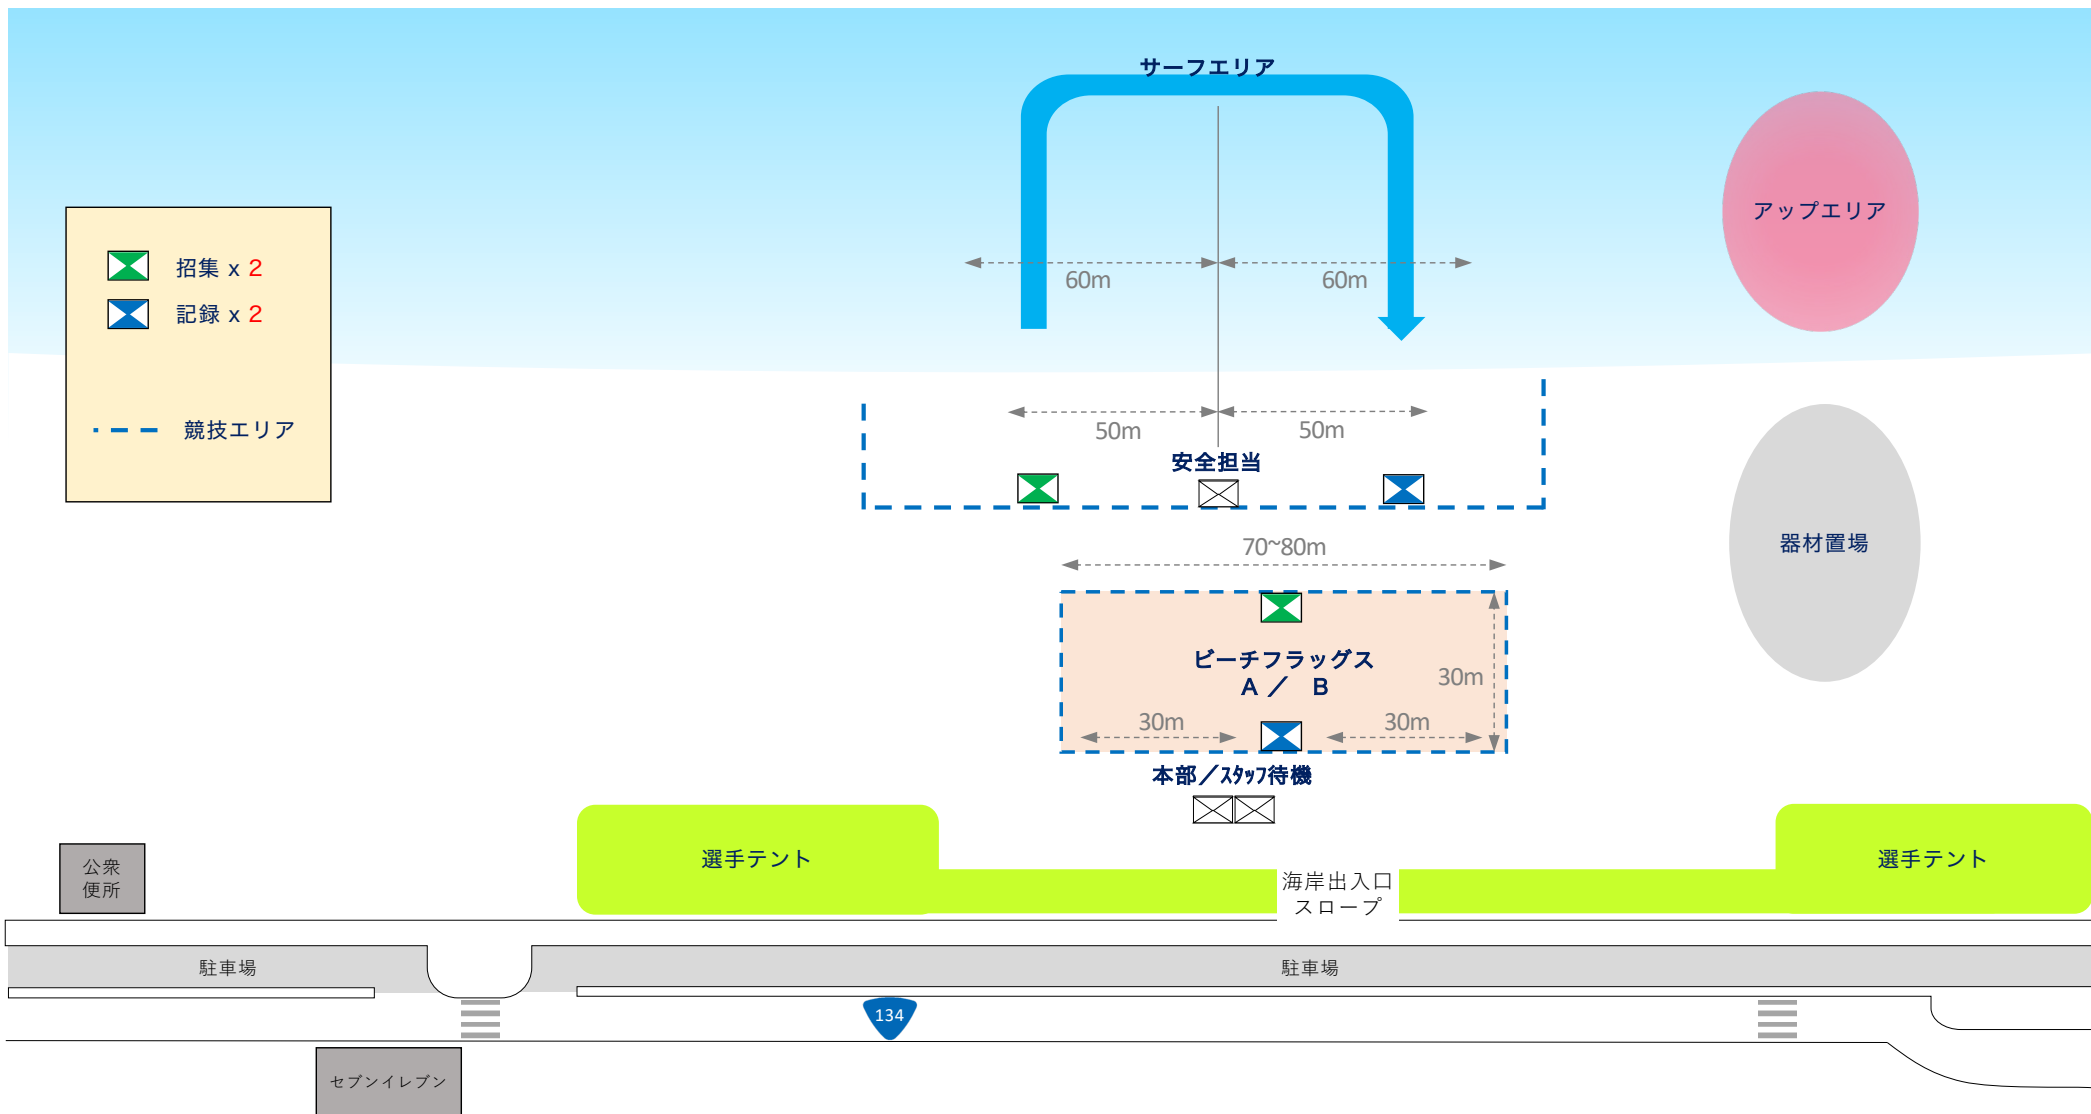 サーフエリア
アップエリア
招集 x 2
記録 x 2
競技エリア
60m
60m
50m
50m
安全担当
器材置場
70~80m
ビーチフラッグス
A ／ B
30m
30m
30m
本部／ｽﾀｯﾌ待機
選手テント
選手テント
公衆
便所
海岸出入口
スロープ
駐車場
駐車場
134
セブンイレブン